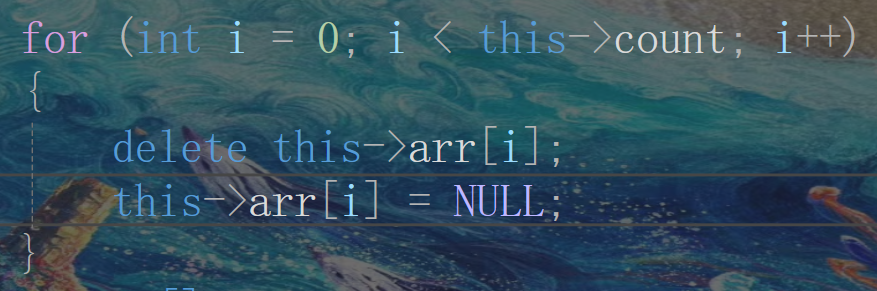 for (int i = 0; i < this->count; i++)
{
delete this->arr[i];
this->arr[i] = NULL;
}